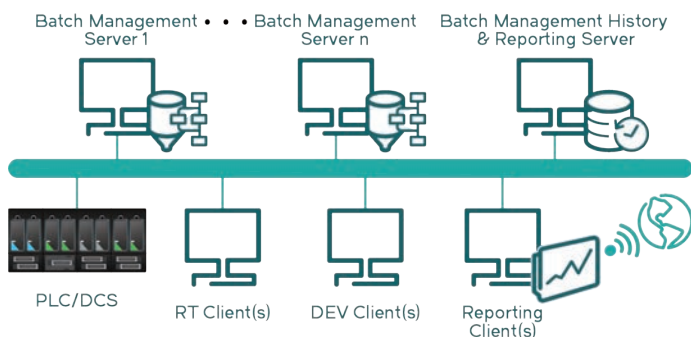 Batch Management • • • Batch Management
Server 1
Server n
Batch Management History
& Reporting Server
PLC/DCS
RT Client(s)
DEV Client(s)
Reporting
Client(s)